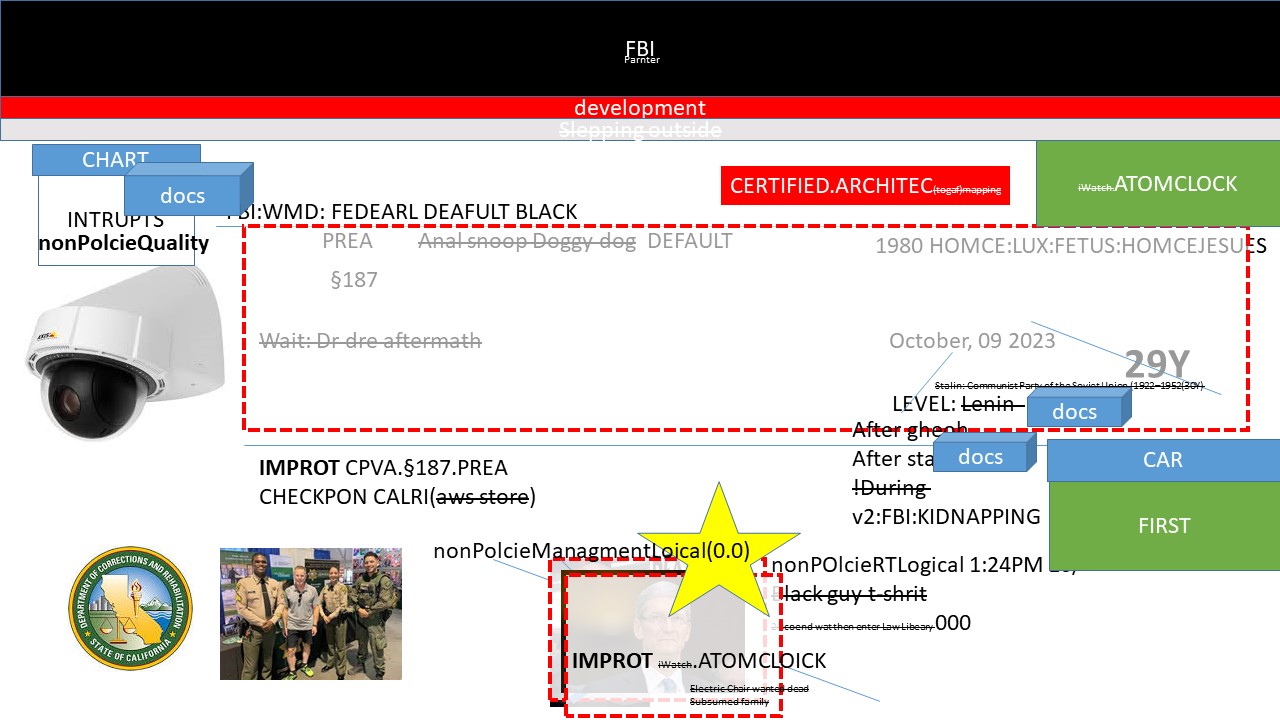 FBI
Parnter
development
Slepping outside
CHART
docs
INTRUPTS
nonPolcieQuality
CERTIFIED.ARCHITEC(togaf)mapping
iWatch.ATOMCLOCK
BI:WMD: FEDEARL DEAFULT BLACK
PREA Anal snoop Doggy dog DEFAULT
1980 HOMCE:LUX:FETUS:HOMCEJESUES
§187
Wait: Dr dre aftermath
October, 09 2023
29Y
Stalin: Communist Party of the Soviet Union (1922–1952(30Y).
LEVEL: Lenin
docs
After
After sta
docs
!During
v2:FBI:KIDNAPPING
CAR
FIRST
IMPROT CPVA.§187.PREA
CHECKPON CALRI(aws store)
AXIS
nonPolcieManagmentLoical(0.0)
nonPOlcieRTLogical 1:24PM
Black guy t-shrit
wat then enter Law Libeary 000
IMPROT iWatch.ATOMCLOICK
Electric Chair wanted dead
Subsumed family
DEPARTMENT OF CORRECTIONS AND REHABILITATION
STATE OF CALIFORNIA